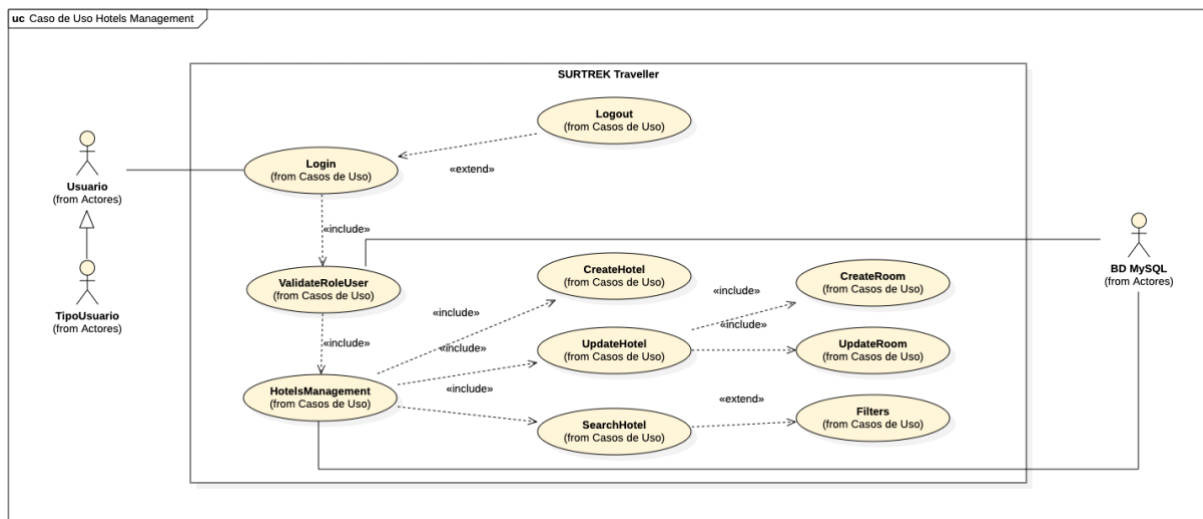 uc Caso de Uso Hotels Management
SURTREK Traveller
Logout
(from Casos de Uso)
Login
(from Casos de Uso)
«extend»
Usuario
(from Actores)
«include»
ValidateRoleUser
(from Casos de Uso)
CreateHotel
(from Casos de Uso)
CreateRoom
(from Casos de Uso)
BD MySQL
(from Actores)
TipoUsuario
(from Actores)
«include»
«include»
«include»
«include»
«include»
UpdateHotel
(from Casos de Uso)
UpdateRoom
(from Casos de Uso)
HotelsManagement
(from Casos de Uso)
«include»
«extend»
SearchHotel
(from Casos de Uso)
Filters
(from Casos de Uso)